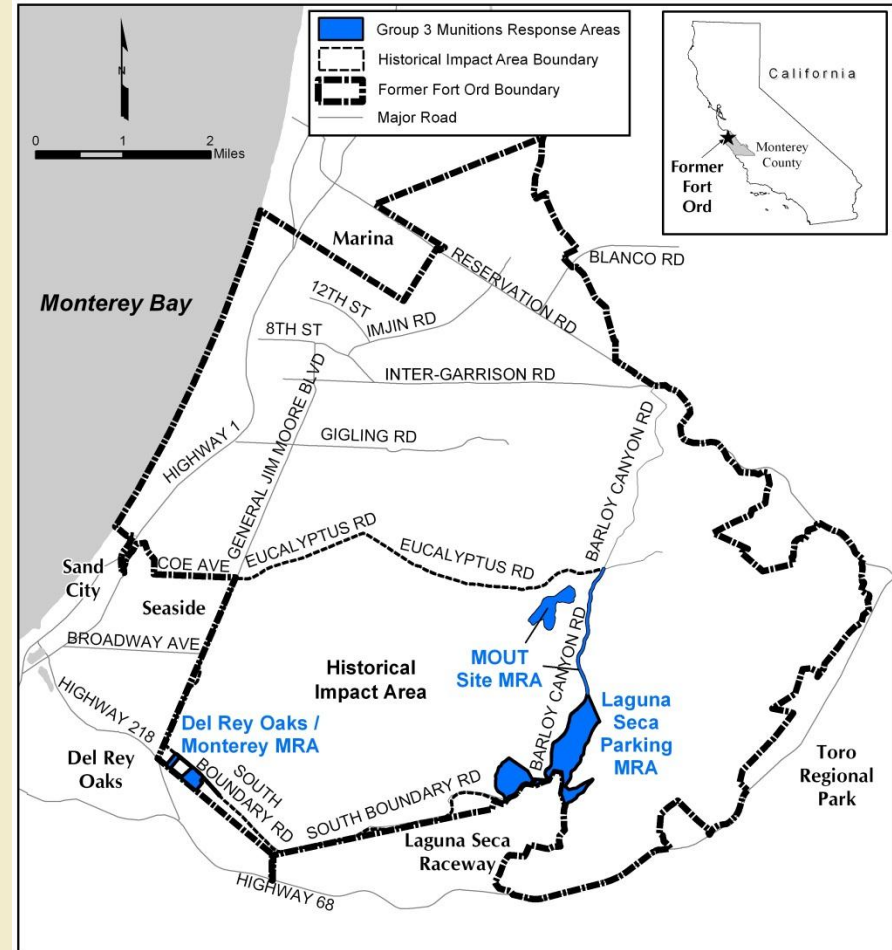 Group 3 Munitions Response Areas
Historical Impact Area Boundary
Former Fort Ord Boundary
Major Road
California
Monterey
County
Former
Fort
Ord
N
0 1 2
Miles
Marina
RESERVATION RD
BLANCO RD
Monterey Bay
12TH ST
IMJIN RD
8TH ST
INTER-GARRISON RD
HIGHWAY 1
GENERAL JIM MOORE BLVD
GIGLING RD
BARLOY CANYON RD
EUCALYPTUS RD
EUCALYPTUS RD
Sand
City
COE AVE
Seaside
BROADWAY AVE
MOUT
Site MRA
BARLOY CANYON RD
Historical
Impact Area
Laguna
Seca
Parking
MRA
HIGHWAY 218
Del Rey Oaks /
Monterey MRA
Del Rey
Oaks
SOUTH
BOUNDARY RD
SOUTH BOUNDARY RD
Toro
Regional
Park
Laguna Seca
Raceway
HIGHWAY 68